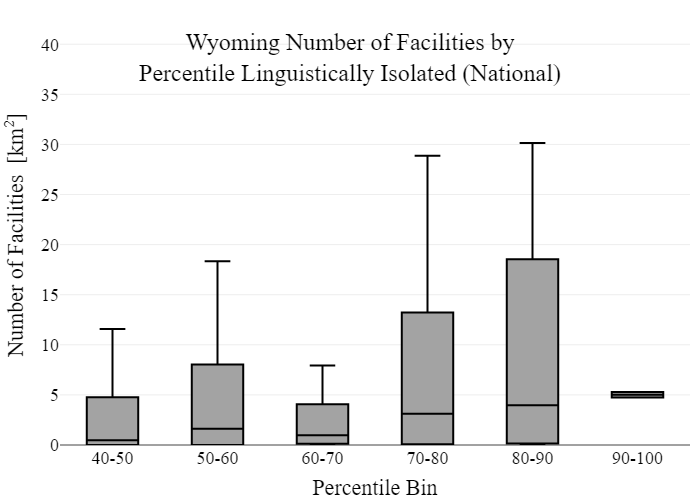 Wyoming Number of Facilities by
Percentile Linguistically Isolated (National)
Number of Facilities [km²]
40
35
30
25
20
15
10
5
0
40-50 50-60 60-70 70-80 80-90 90-100
Percentile Bin